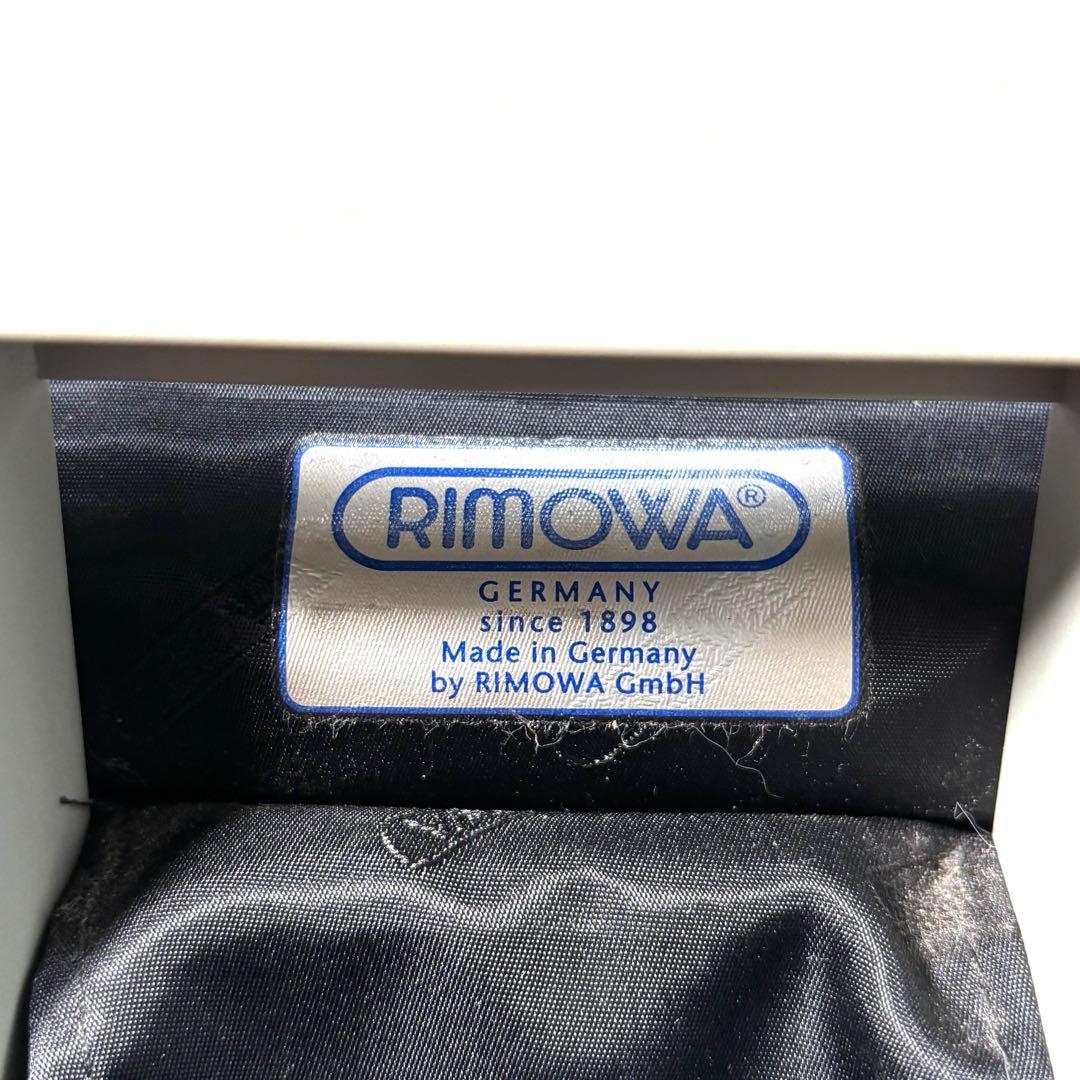 RIMOWA®
GERMANY
since 1898
Made in Germany
by RIMOWA GmbH